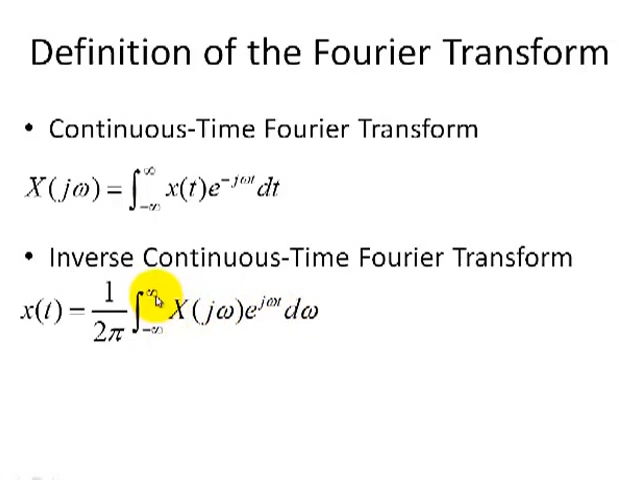 Definition of the Fourier Transform
• Continuous-Time Fourier Transform
X(jω) = ∫_{-∞}^{∞} x(t)e^{-jωt} dt
• Inverse Continuous-Time Fourier Transform
x(t) = \frac{1}{2π} ∫_{-∞}^{∞} X(jω)e^{jωt} dω